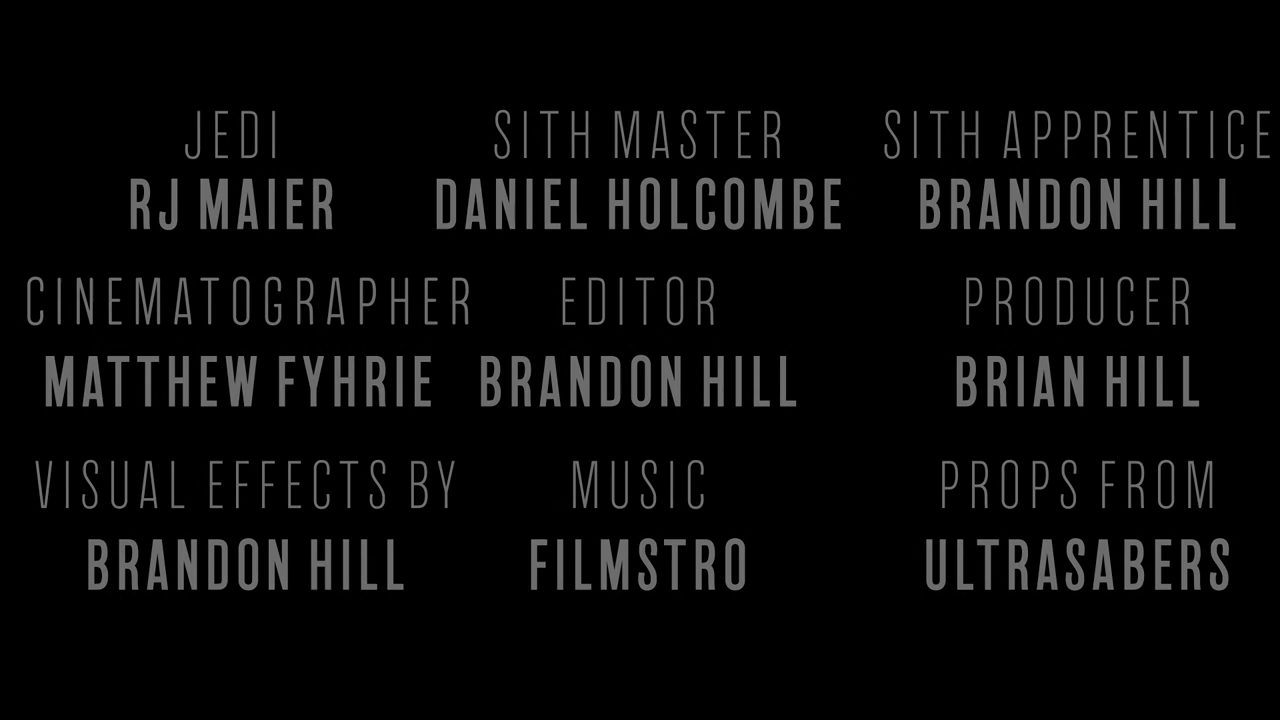 JEDI
RJ MAIER
SITH MASTER
DANIEL HOLCOMBE
SITH APPRENTICE
BRANDON HILL
CINEMATOGRAPHER
MATTHEW FYHRIE
EDITOR
BRANDON HILL
PRODUCER
BRIAN HILL
VISUAL EFFECTS BY
BRANDON HILL
MUSIC
FILMSTRO
PROPS FROM
ULTRASABERS